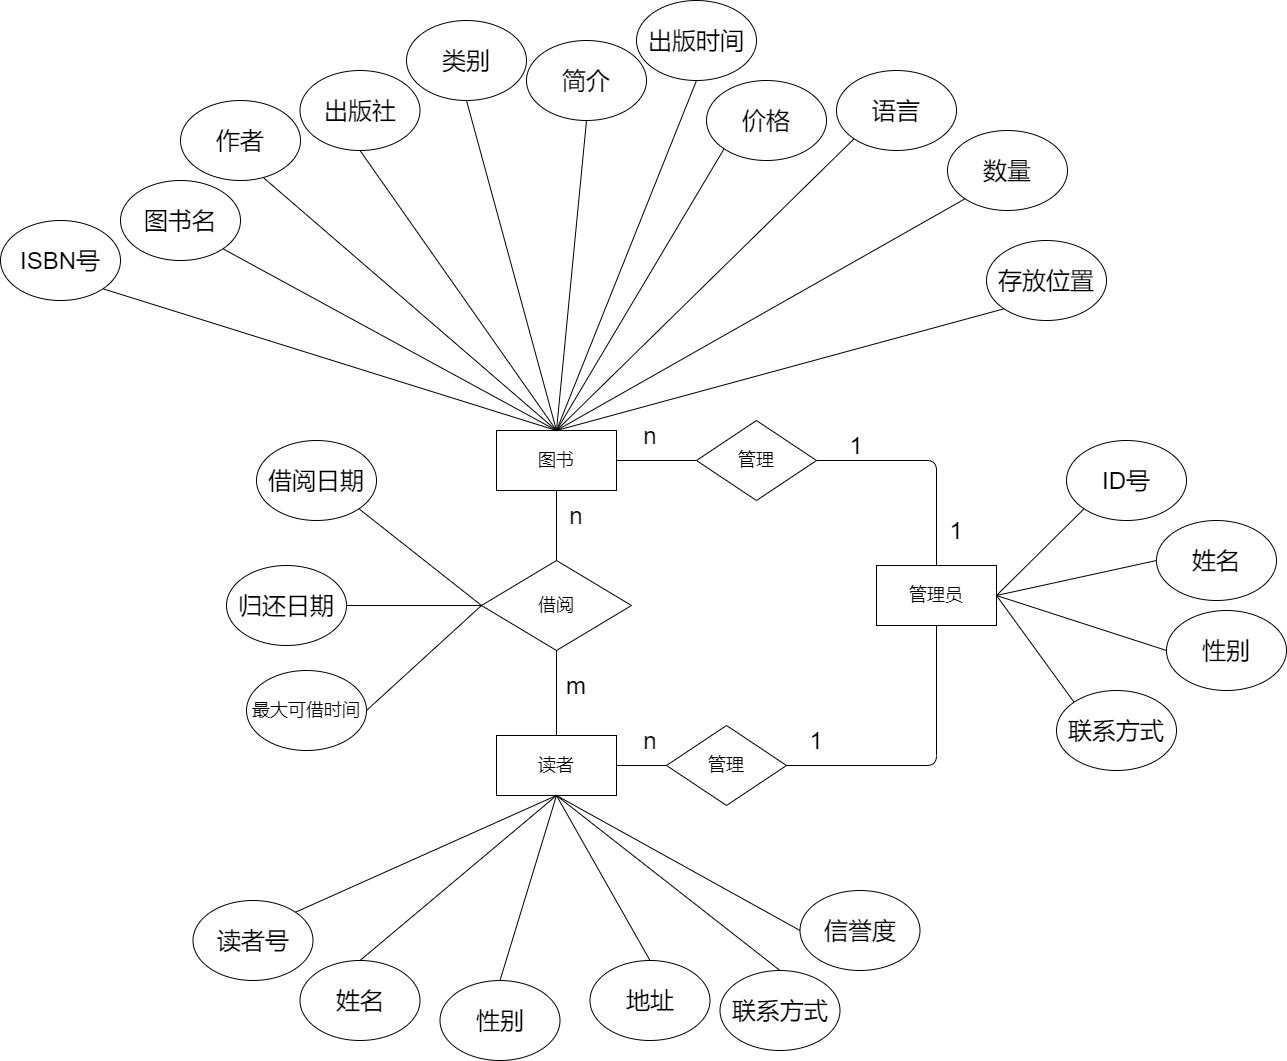 出版时间
类别
简介
出版社
价格
语言
作者
数量
图书名
ISBN号
存放位置
图书
n
管理
1
借阅日期
ID号
n
1
姓名
归还日期
借阅
管理员
性别
最大可借时间
m
联系方式
读者
n
管理
1
读者号
信誉度
姓名
性别
地址
联系方式